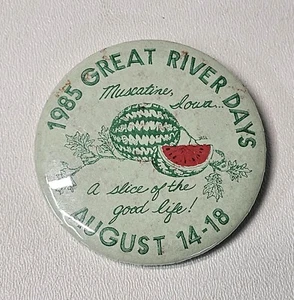 1985 GREAT RIVER DAYS
Muscatine, Iowa...
A slice of the
good life!
AUGUST 14-18